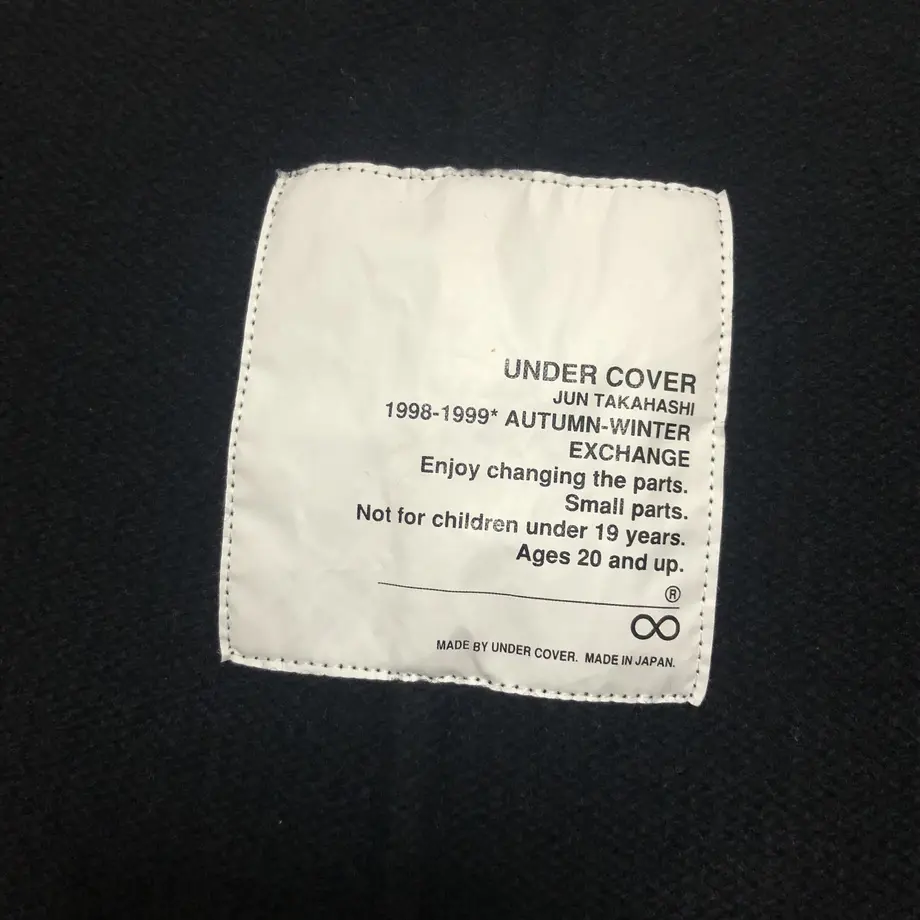 UNDER COVER
JUN TAKAHASHI
1998-1999* AUTUMN-WINTER
EXCHANGE
Enjoy changing the parts.
Small parts.
Not for children under 19 years.
Ages 20 and up.
®
∞
MADE BY UNDER COVER. MADE IN JAPAN.